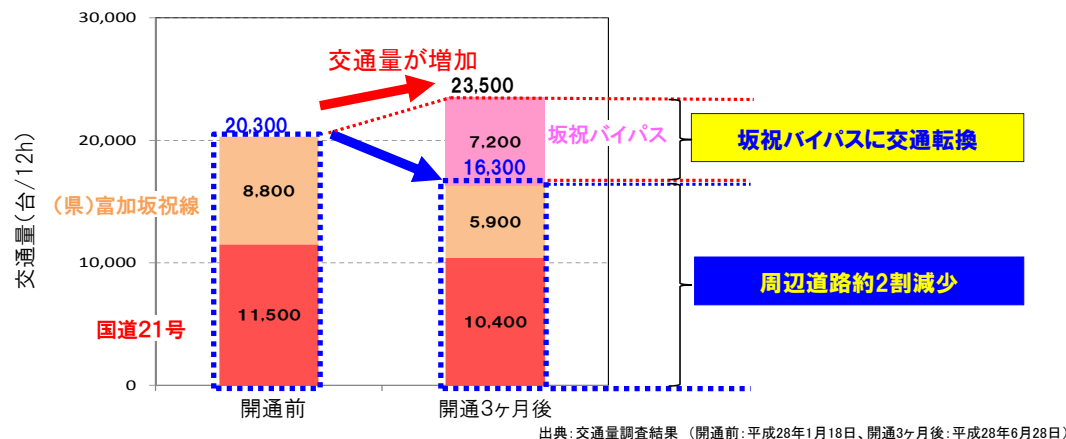 30,000
交通量が増加
23,500
20,300
坂祝バイパス
坂祝バイパスに交通転換
20,000
7,200
16,300
交通量(台/12h)
(県)富加坂祝線
8,800
5,900
10,000
周辺道路約2割減少
国道21号
11,500
10,400
0
開通前
開通3ヶ月後
出典:交通量調査結果 (開通前:平成28年1月18日、開通3ヶ月後:平成28年6月28日)